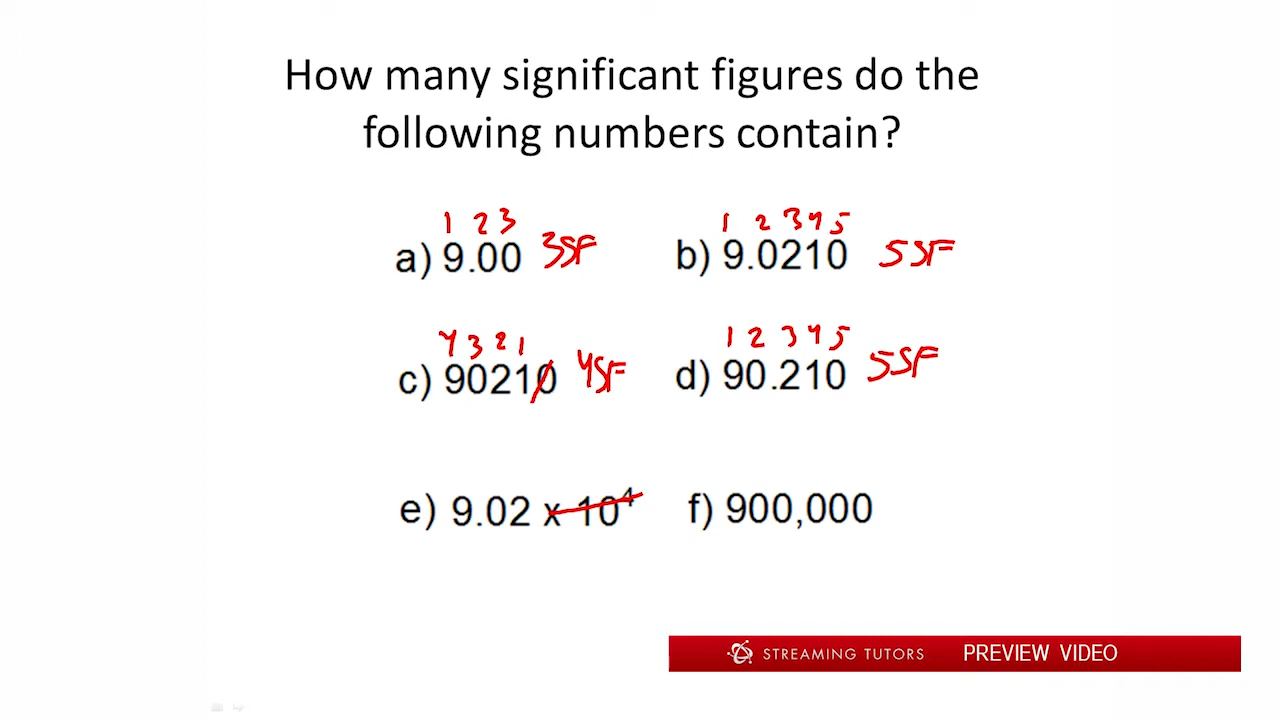 How many significant figures do the
following numbers contain?
1 2 3
a) 9.00 3SF
1 2 3 4 5
b) 9.0210 5SF
4 3 2 1
c) 90210 4SF
1 2 3 4 5
d) 90.210 5SF
e) 9.02 x 10⁴
f) 900,000
STREAMING TUTORS PREVIEW VIDEO